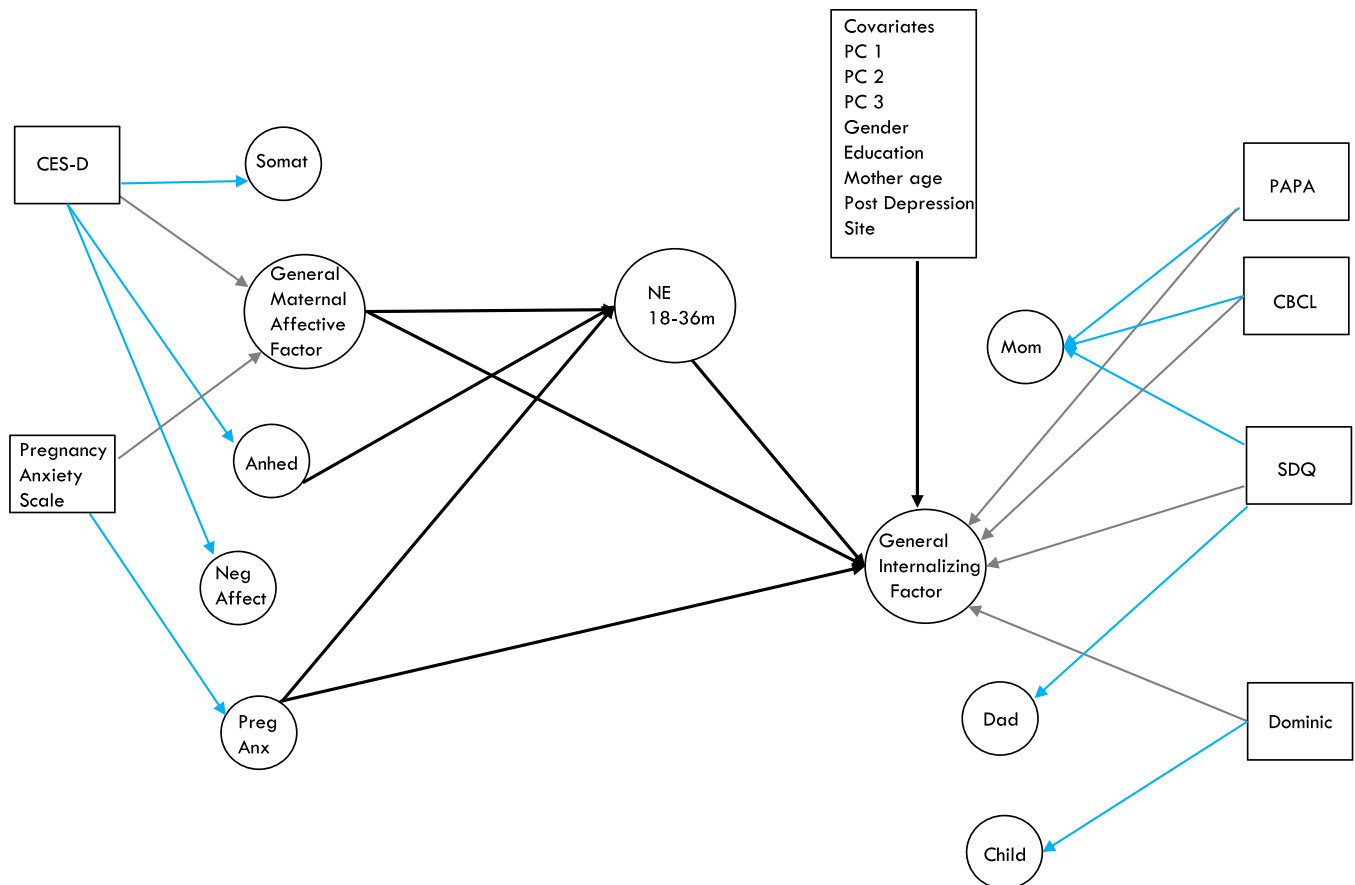 Covariates
PC 1
PC 2
PC 3
Gender
Education
Mother age
Post Depression
Site
CES-D
Somat
General
Maternal
Affective
Factor
NE
18-36m
PAPA
CBCL
Mom
Pregnancy
Anxiety
Scale
Anhed
SDQ
General
Internalizing
Factor
Neg
Affect
Preg
Anx
Dad
Dominic
Child